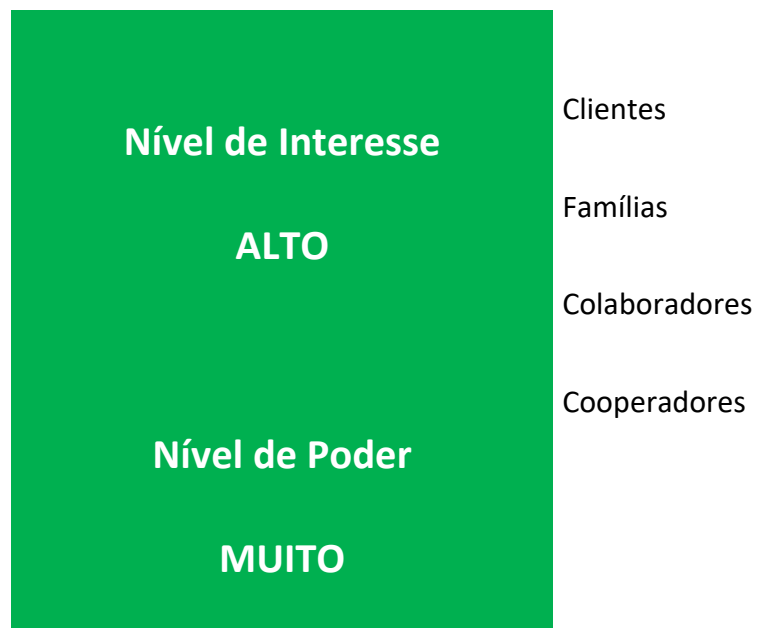 Nível de Interesse
ALTO
Nível de Poder
MUITO
Clientes
Famílias
Colaboradores
Cooperadores